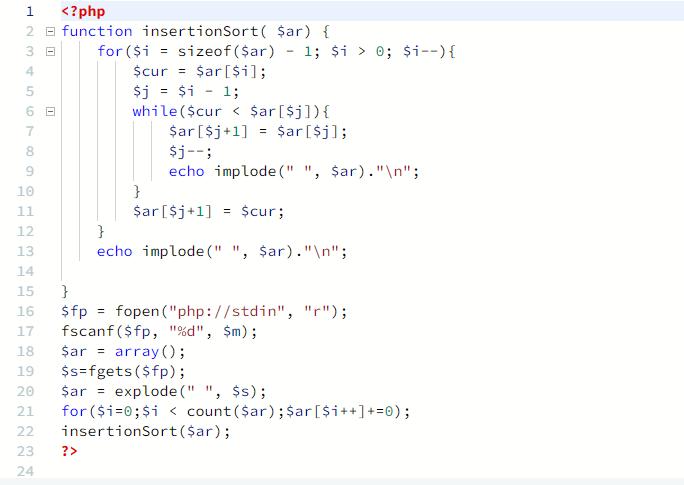 1 <?php
2 function insertionSort( $ar) {
3 for($i = sizeof($ar) - 1; $i > 0; $i--){
4 $cur = $ar[$i];
5 $j = $i - 1;
6 while($cur < $ar[$j]){
7 $ar[$j+1] = $ar[$j];
8 $j--;
9 echo implode(" ", $ar)."\n";
10 }
11 $ar[$j+1] = $cur;
12 }
13 echo implode(" ", $ar)."\n";
14
15 }
16 $fp = fopen("php://stdin", "r");
17 fscanf($fp, "%d", $m);
18 $ar = array();
19 $s=fgets($fp);
20 $ar = explode(" ", $s);
21 for($i=0;$i < count($ar);$ar[$i++]+=0);
22 insertionSort($ar);
23 ?>
24